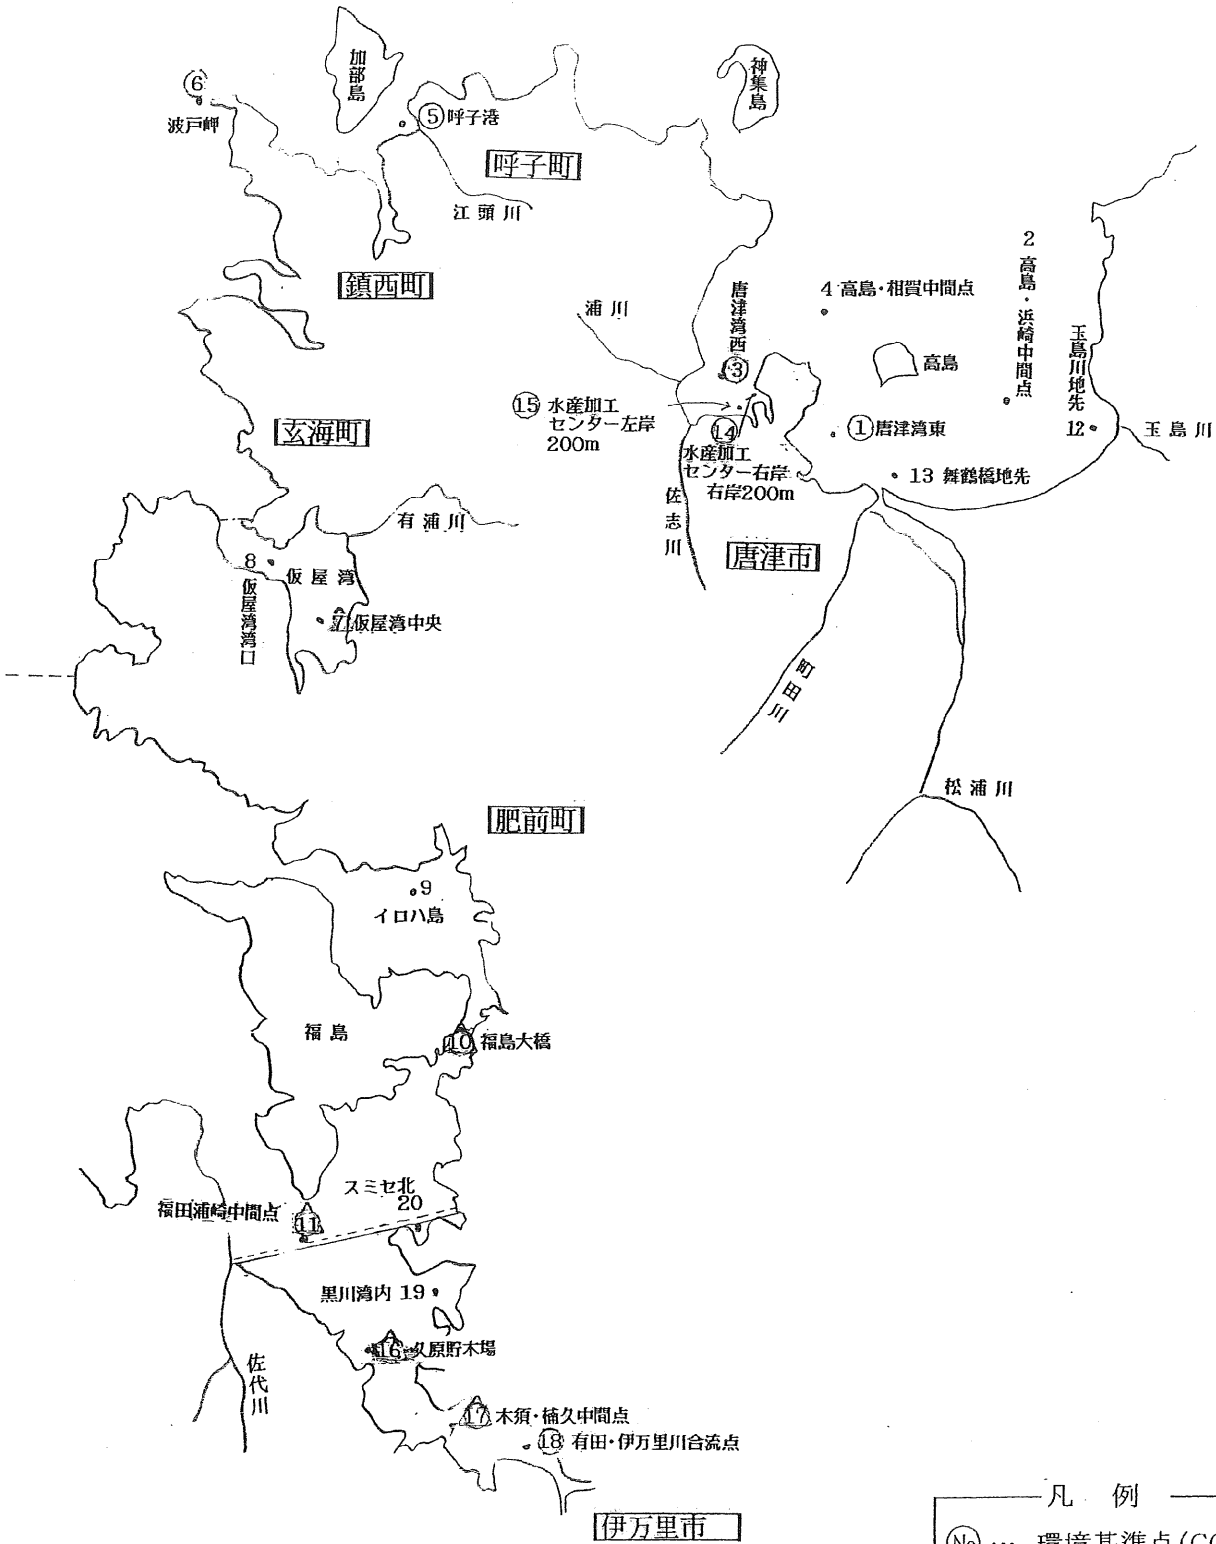 加部島
神集島
⑥
波戸岬
⑤呼子港
呼子町
江頭川
鎮西町
浦川
唐津湾西
③
4 高島・相賀中間点
2 高島・浜崎中間点
高島
玉島川地先
12
玉島川
⑮ 水産加工
センター左岸
200m
⑭
水産加工
センター右岸
右岸200m
①唐津湾東
13 舞鶴橋地先
佐志川
唐津市
玄海町
有浦川
8
仮屋湾
仮屋湾湾口
7 仮屋湾中央
町田川
松浦川
肥前町
9
イロハ島
福島
10 福島大橋
スミセ北
20
福田浦崎中間点
11
黒川湾内 19
16 久原貯木場
佐代川
17 木須・楠久中間点
⑱ 有田・伊万里川合流点
伊万里市
凡 例
№ … 環境基準点(CO